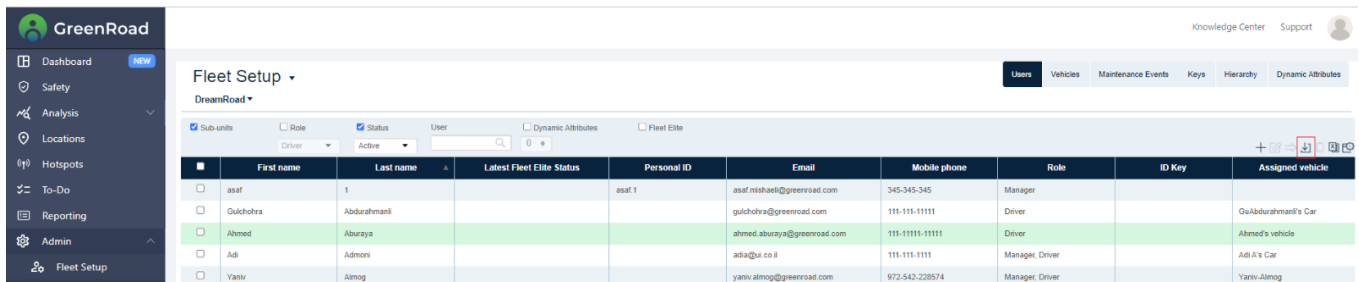 GreenRoad
Knowledge Center Support
Dashboard NEW
Safety
Analysis
Locations
Hotspots
To-Do
Reporting
Admin
Fleet Setup
Fleet Setup
Users Vehicles Maintenance Events Keys Hierarchy Dynamic Attributes
DreamRoad
Sub-units Role Status User Dynamic Attributes Fleet Elite
Driver Active 0
First name Last name Latest Fleet Elite Status Personal ID Email Mobile phone Role ID Key Assigned vehicle
asaf 1 asaf.1 asaf.mishaeli@greenroad.com 345-345-345 Manager
Gulchohra Abdurahmanli gulchohra@greenroad.com 111-111-11111 Driver GuAbdurahmanli's Car
Ahmed Aburaya ahmed.aburaya@greenroad.com 111-11111-11111 Driver Ahmed's vehicle
Adi Admoni adia@ui.co.il 111-111-1111 Manager, Driver Adi A's Car
Yaniv Almog yaniv.almog@greenroad.com 972-542-228574 Manager, Driver Yaniv-Almog